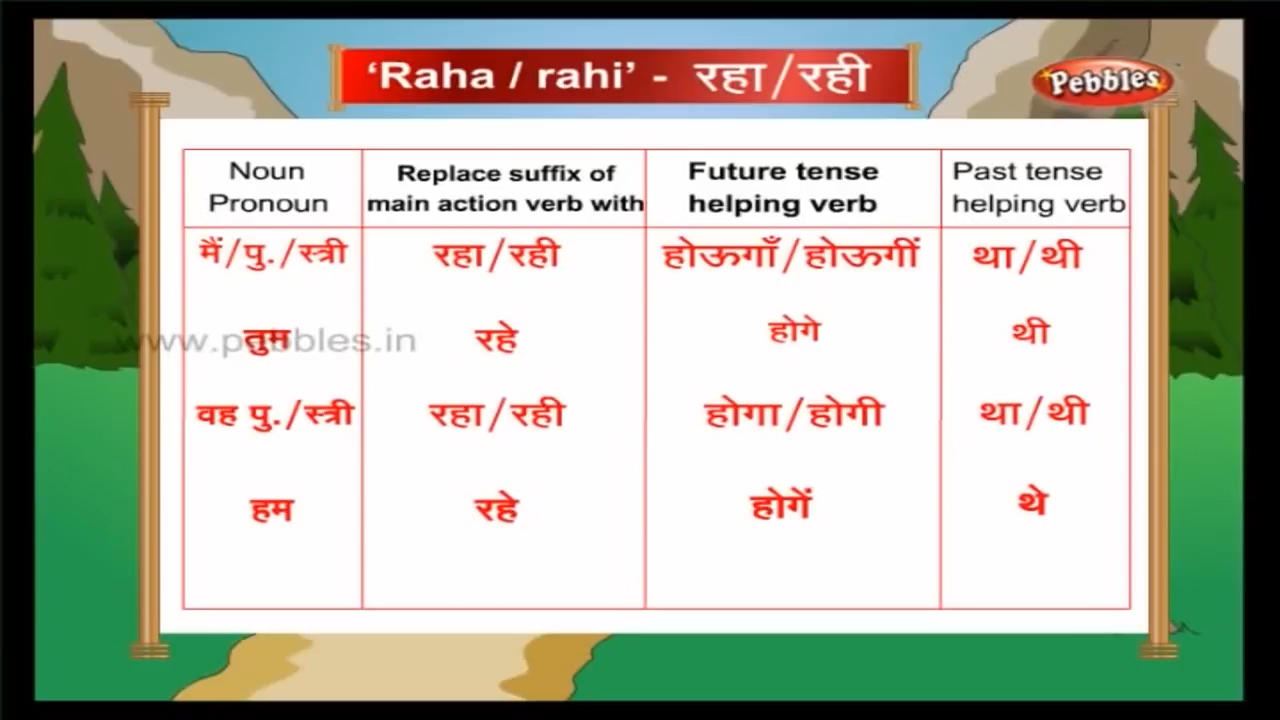 ‘Raha / rahi’ - रहा/रही
Pebbles
Noun Pronoun
Replace suffix of main action verb with
Future tense helping verb
Past tense helping verb
मैं/पु./स्त्री रहा/रही होऊगाँ/होऊगीं था/थी
तुम रहे होगे थी
www.pebbles.in
वह पु./स्त्री रहा/रही होगा/होगी था/थी
हम रहे होगें थे